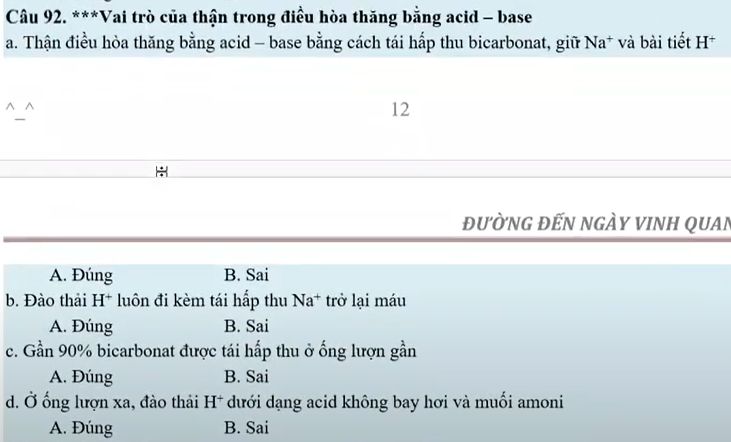 Câu 92. ***Vai trò của thận trong điều hòa thăng bằng acid – base
a. Thận điều hòa thăng bằng acid – base bằng cách tái hấp thu bicarbonat, giữ Na⁺ và bài tiết H⁺
^_^
12
ĐƯỜNG ĐẾN NGÀY VINH QUAN
A. Đúng B. Sai
b. Đào thải H⁺ luôn đi kèm tái hấp thu Na⁺ trở lại máu
A. Đúng B. Sai
c. Gần 90% bicarbonat được tái hấp thu ở ống lượn gần
A. Đúng B. Sai
d. Ở ống lượn xa, đào thải H⁺ dưới dạng acid không bay hơi và muối amoni
A. Đúng B. Sai